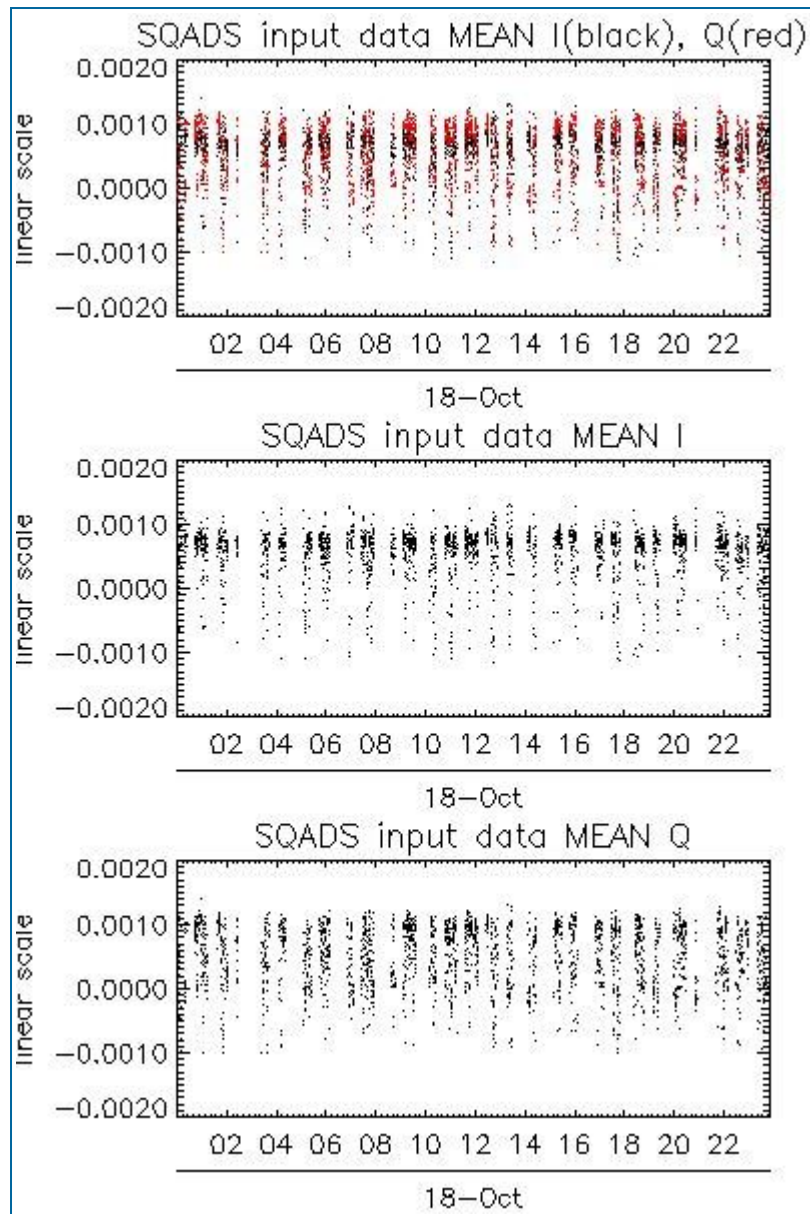 SQADS input data MEAN I(black), Q(red)
linear scale
0.0020
0.0010
0.0000
−0.0010
−0.0020
02 04 06 08 10 12 14 16 18 20 22
18−Oct
SQADS input data MEAN I
linear scale
0.0020
0.0010
0.0000
−0.0010
−0.0020
02 04 06 08 10 12 14 16 18 20 22
18−Oct
SQADS input data MEAN Q
linear scale
0.0020
0.0010
0.0000
−0.0010
−0.0020
02 04 06 08 10 12 14 16 18 20 22
18−Oct